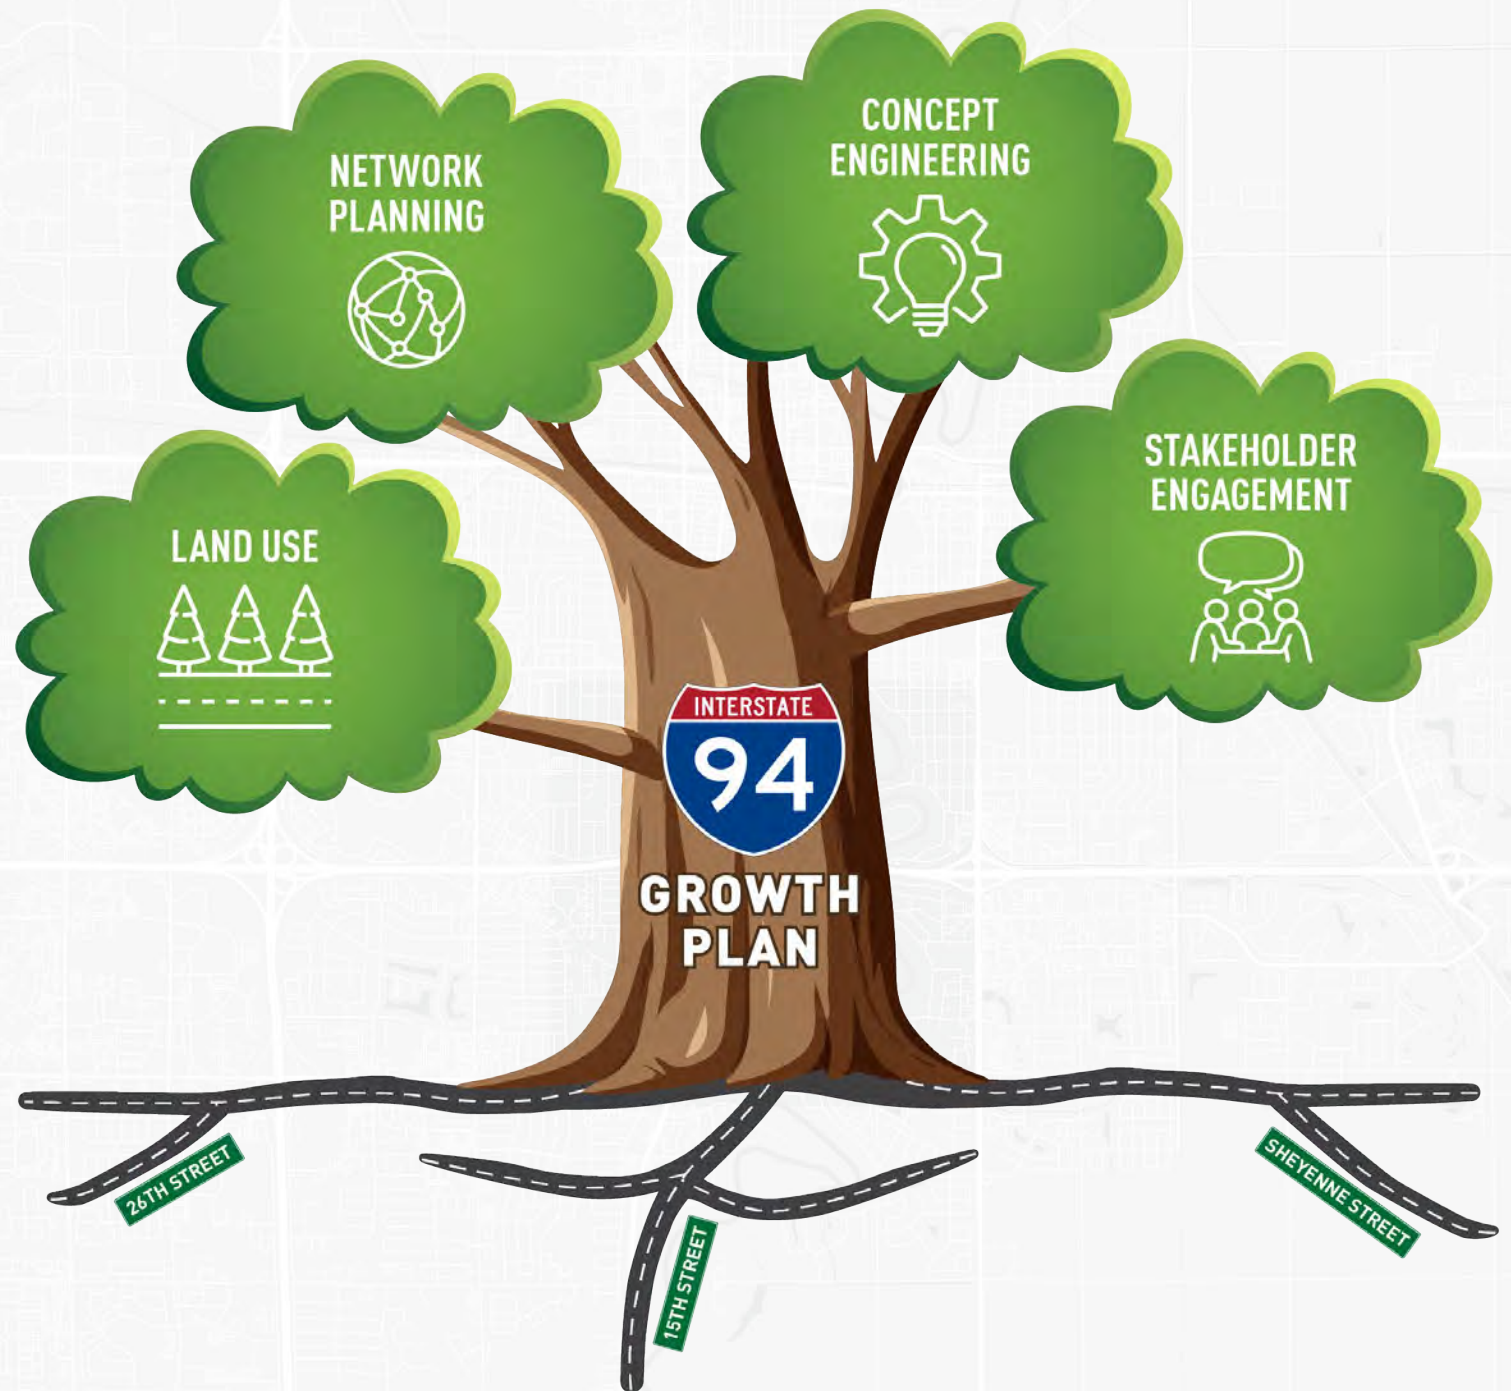 CONCEPT
ENGINEERING
NETWORK
PLANNING
STAKEHOLDER
ENGAGEMENT
LAND USE
INTERSTATE
94
GROWTH
PLAN
26TH STREET
15TH STREET
SHEYENNE STREET